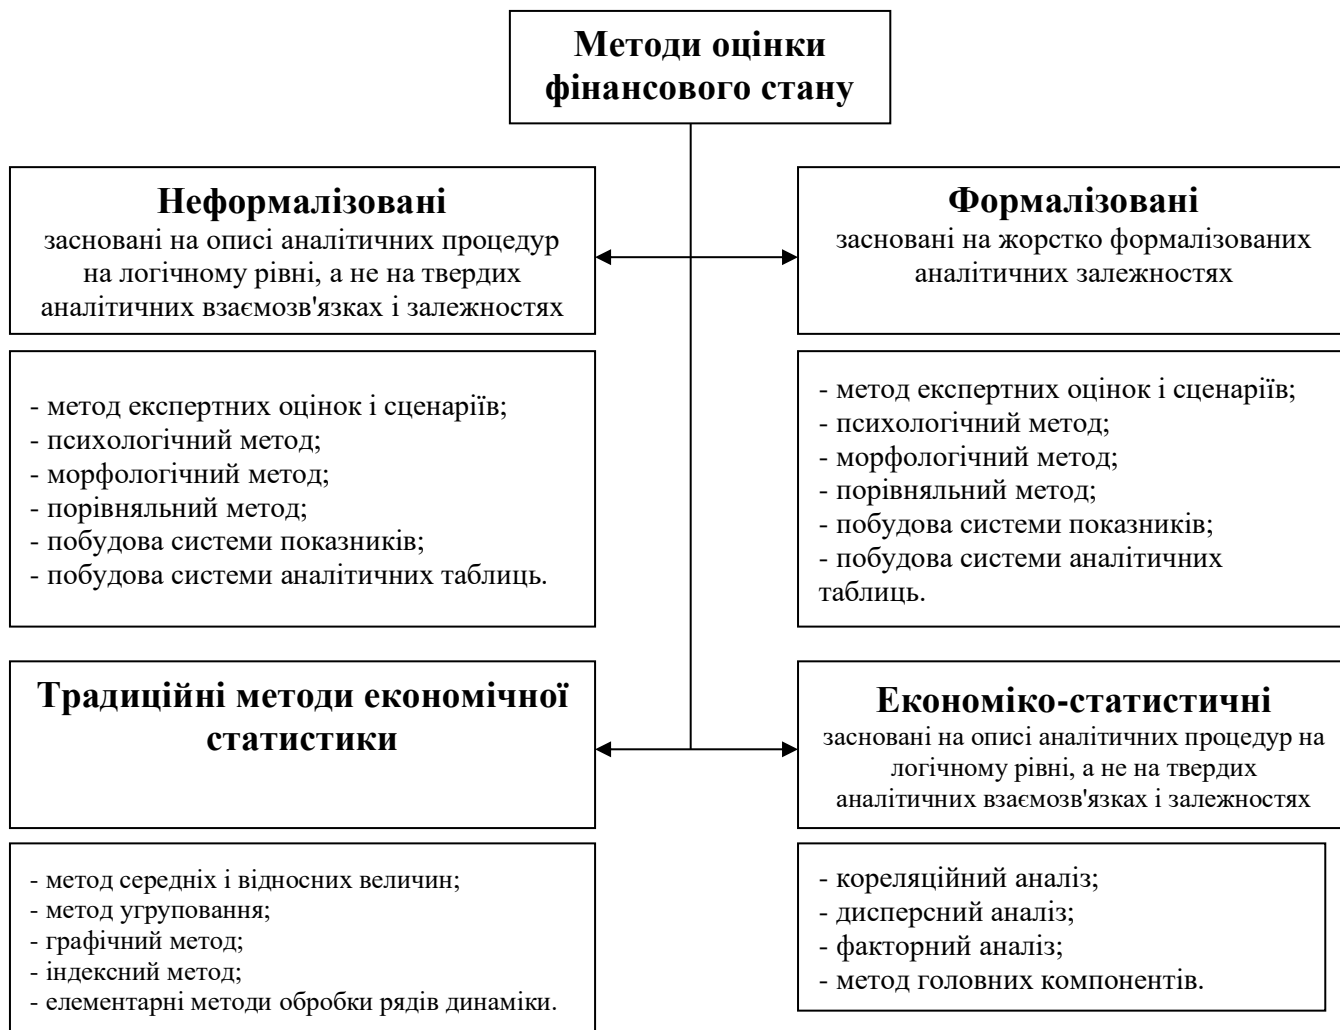 Методи оцінки
фінансового стану
Неформалізовані
засновані на описі аналітичних процедур
на логічному рівні, а не на твердих
аналітичних взаємозв'язках і залежностях
Формалізовані
засновані на жорстко формалізованих
аналітичних залежностях
- метод експертних оцінок і сценаріїв;
- психологічний метод;
- морфологічний метод;
- порівняльний метод;
- побудова системи показників;
- побудова системи аналітичних таблиць.
- метод експертних оцінок і сценаріїв;
- психологічний метод;
- морфологічний метод;
- порівняльний метод;
- побудова системи показників;
- побудова системи аналітичних
таблиць.
Традиційні методи економічної
статистики
Економіко-статистичні
засновані на описі аналітичних процедур на
логічному рівні, а не на твердих
аналітичних взаємозв'язках і залежностях
- метод середніх і відносних величин;
- метод угруповання;
- графічний метод;
- індексний метод;
- елементарні методи обробки рядів динаміки.
- кореляційний аналіз;
- дисперсний аналіз;
- факторний аналіз;
- метод головних компонентів.